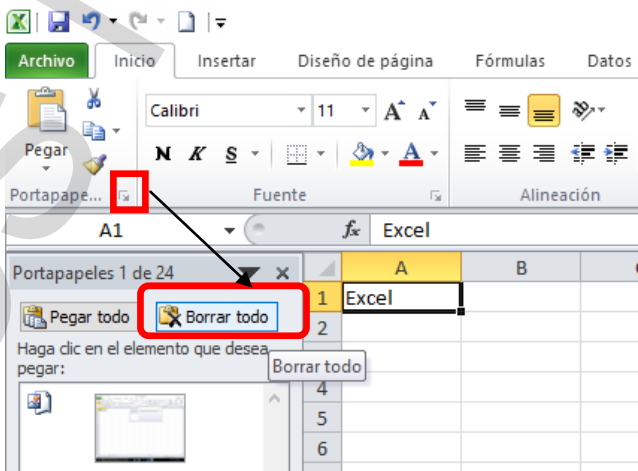 Archivo Inicio Insertar Diseño de página Fórmulas Datos
Calibri 11 A A
Pegar N K S A
Portapape... Fuente Alineación
A1 fx Excel
Portapapeles 1 de 24
A B
Pegar todo Borrar todo
1 Excel
2
Haga clic en el elemento que desea
pegar:
Borrar todo
4
5
6